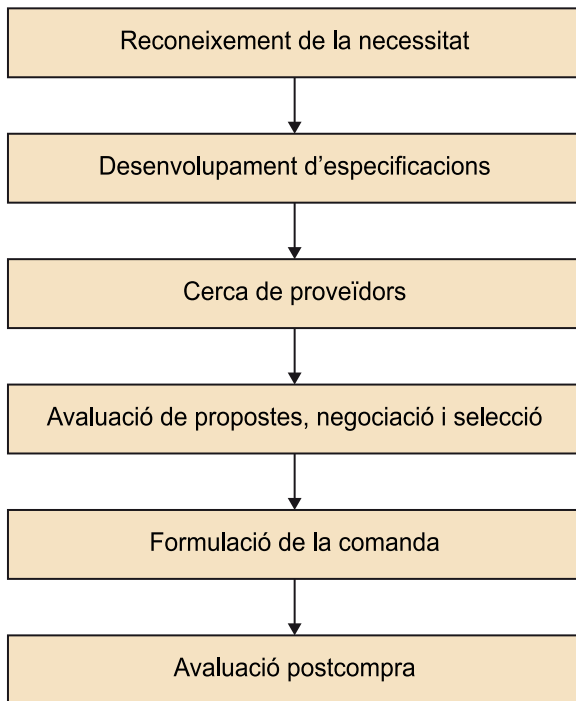 Reconeixement de la necessitat
Desenvolupament d’especificacions
Cerca de proveïdors
Avaluació de propostes, negociació i selecció
Formulació de la comanda
Avaluació postcompra